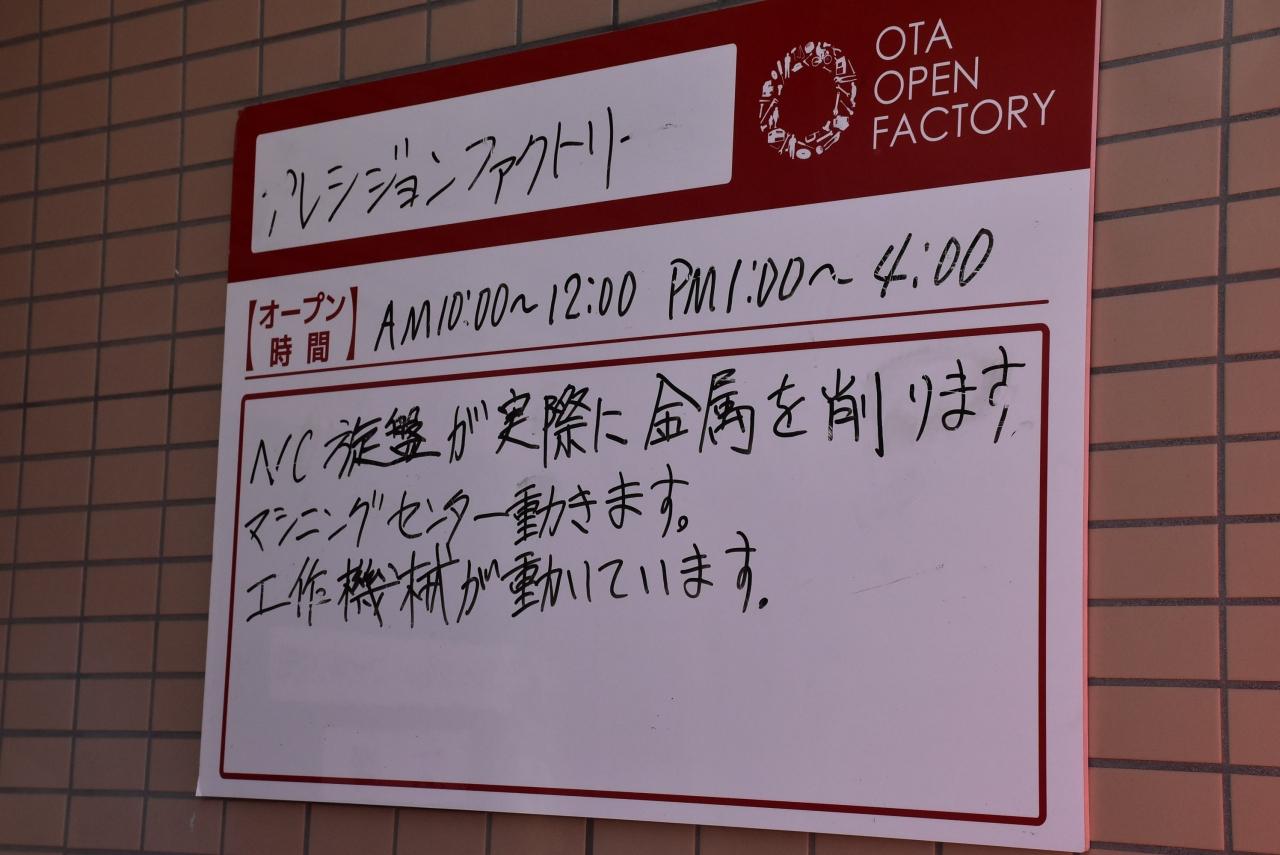 OTA
OPEN
FACTORY
プレシジョンファクトリー
【オープン時間】 AM10:00〜12:00 PM1:00〜4:00
N/C旋盤が実際に金属を削ります.
マシニングセンター動きます。
工作機械が動いています.